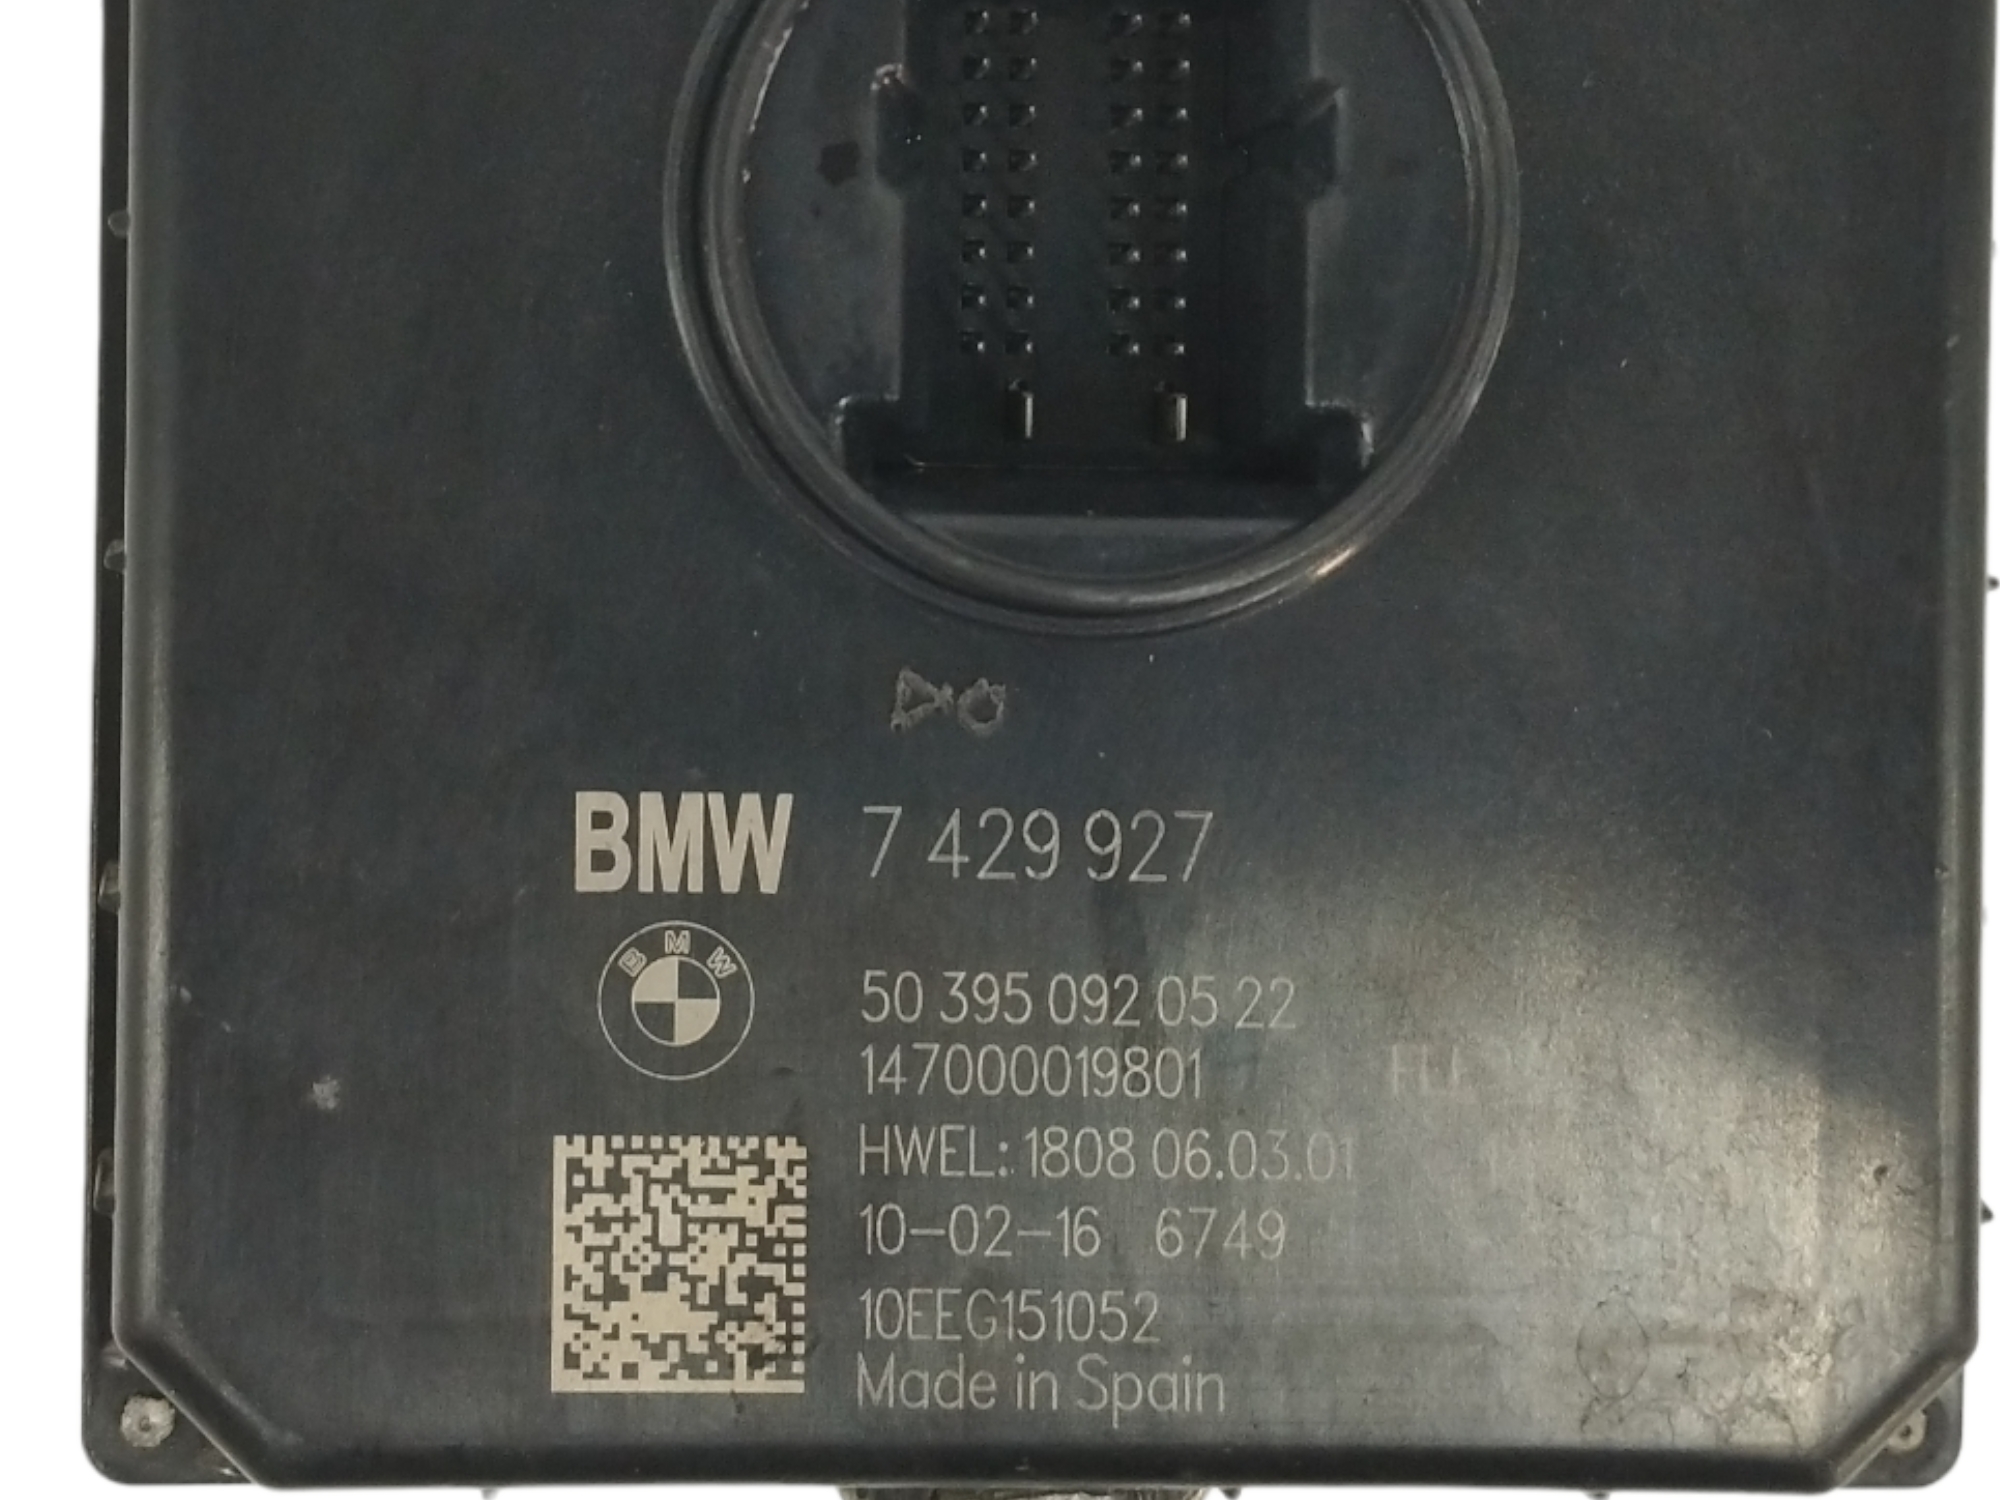 BMW 7 429 927
B M W
50 395 092 05 22
147000019801
HWEL: 1808 06.03.01
10-02-16 6749
10EEG151052
Made in Spain